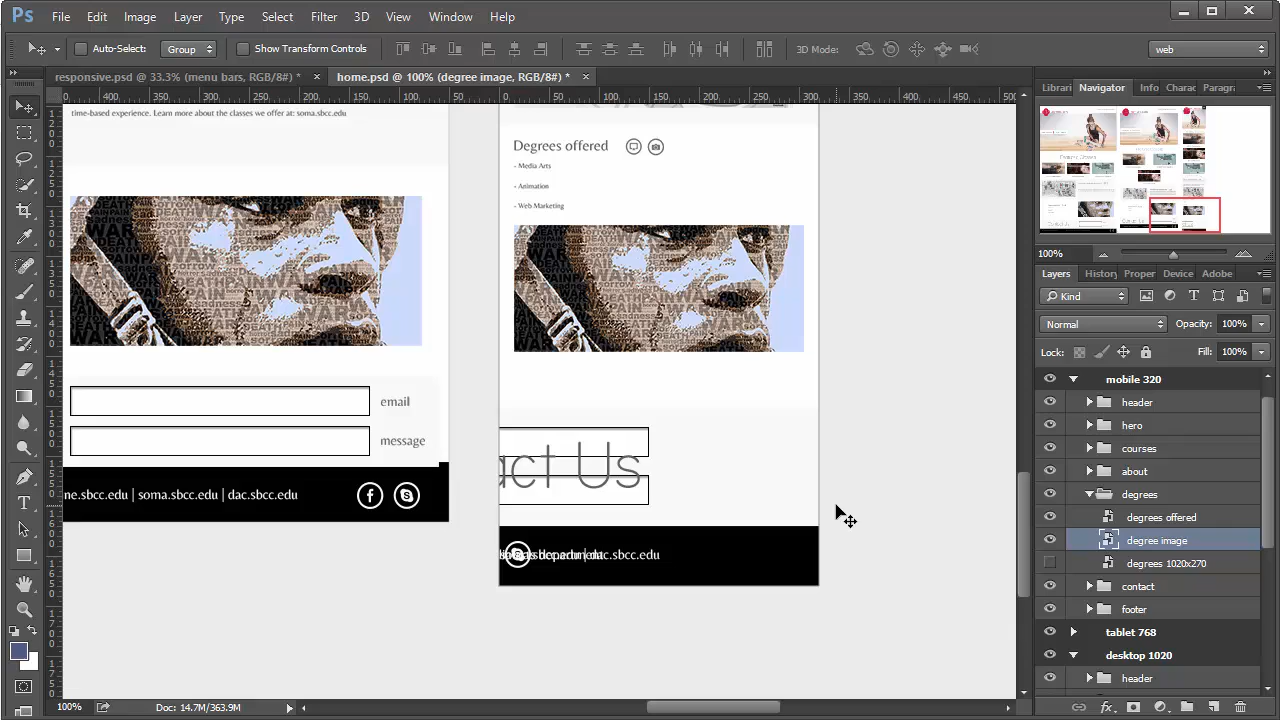 Ps File Edit Image Layer Type Select Filter 3D View Window Help
Auto-Select: Group Show Transform Controls 3D Mode: web
responsive.psd @ 33.3% (menu bars, RGB/8#) * × home.psd @ 100% (degree image, RGB/8#) * ×
Librari Navigator Info Charac Paragra
time-based experience. Learn more about the classes we offer at: soma.sbcc.edu
Degrees offered
- Media Arts
- Animation
- Web Marketing
email
message
ne.sbcc.edu | soma.sbcc.edu | dac.sbcc.edu
act Us
dac.sbcc.edu
100%
Layers History Proper Device Adobe
Kind
Normal Opacity: 100%
Lock: Fill: 100%
mobile 320
header
hero
courses
about
degrees
degrees offered
degree image
degrees 1020x270
contact
footer
tablet 768
desktop 1020
header
100% Doc: 14.7M/363.9M